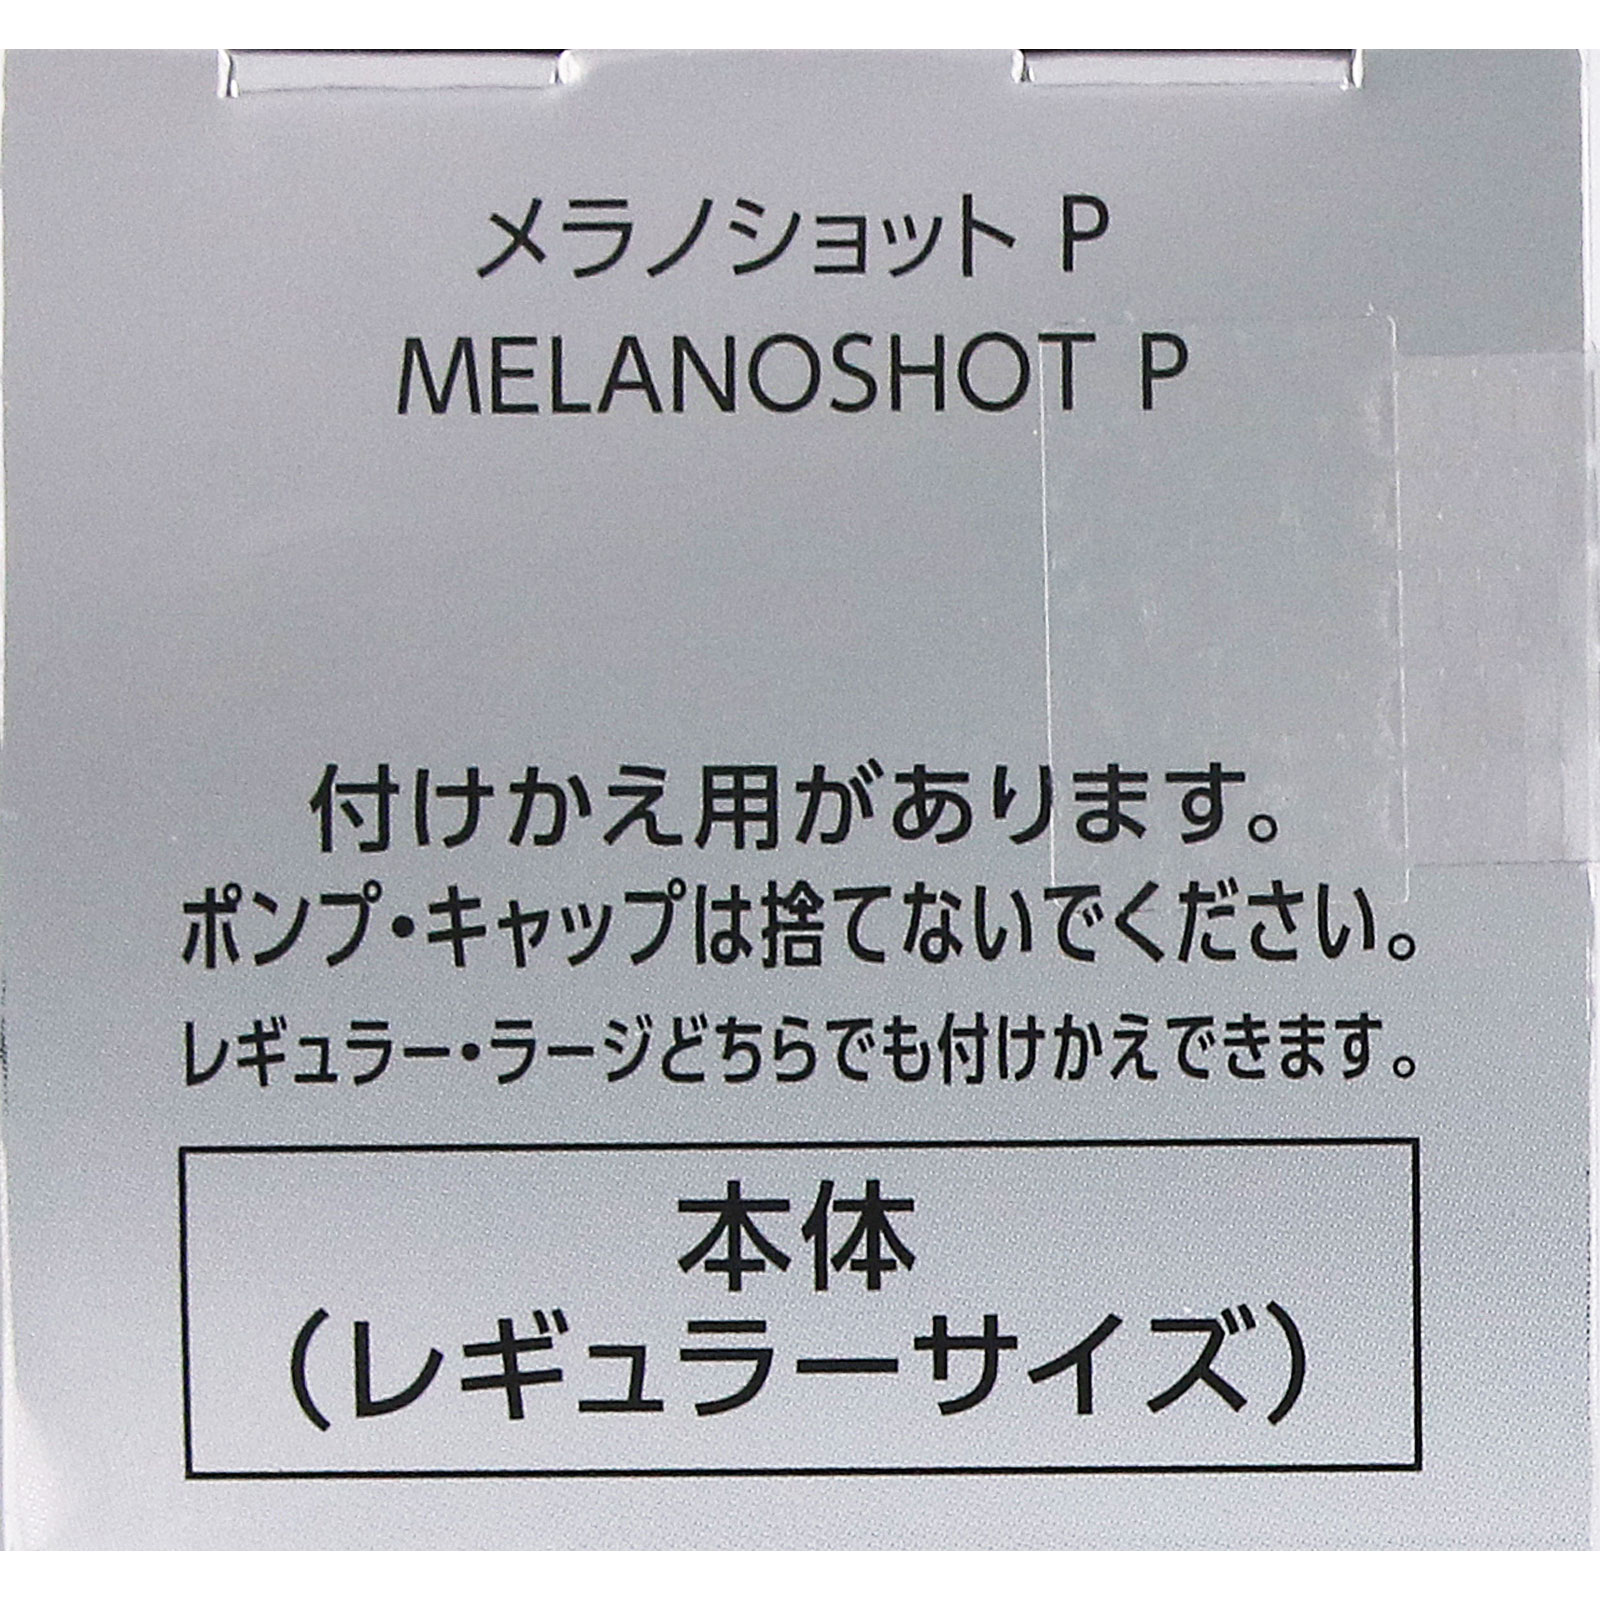 メラノショット P
MELANOSHOT P
付けかえ用があります。
ポンプ・キャップは捨てないでください。
レギュラー・ラージどちらでも付けかえできます。
本体
（レギュラーサイズ）